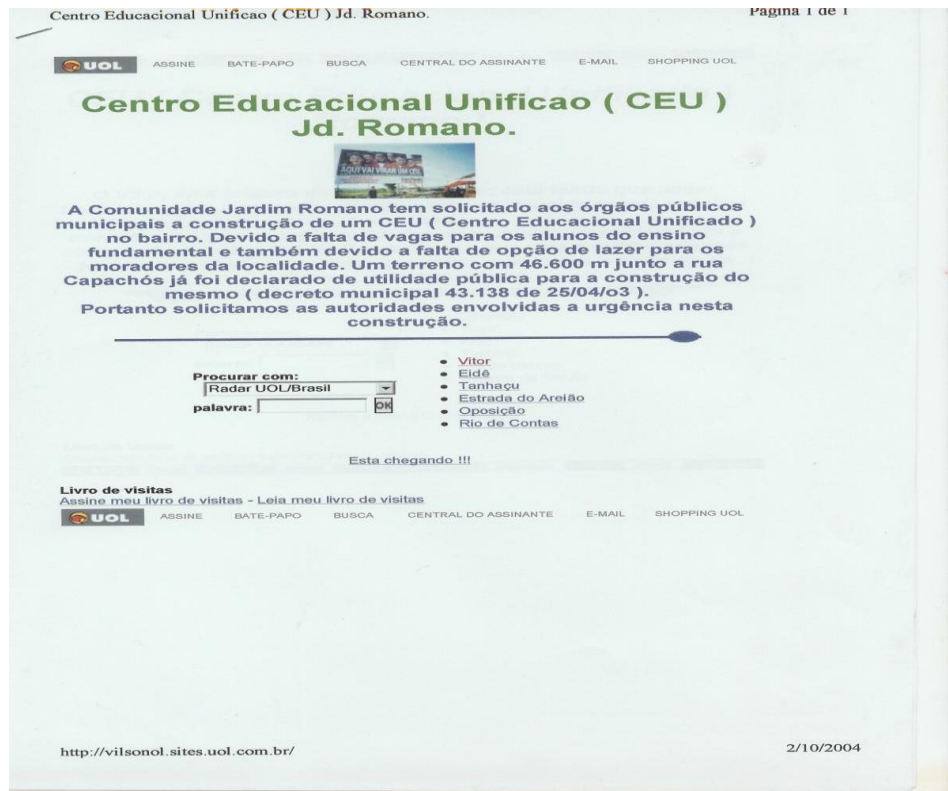 Centro Educacional Unificao ( CEU ) Jd. Romano.
Página 1 de 1
UOL ASSINE BATE-PAPO BUSCA CENTRAL DO ASSINANTE E-MAIL SHOPPING UOL
Centro Educacional Unificao ( CEU )
Jd. Romano.
AQUI VAI VIRAR UM CEU
A Comunidade Jardim Romano tem solicitado aos órgãos públicos
municipais a construção de um CEU ( Centro Educacional Unificado )
no bairro. Devido a falta de vagas para os alunos do ensino
fundamental e também devido a falta de opção de lazer para os
moradores da localidade. Um terreno com 46.600 m junto a rua
Capachós já foi declarado de utilidade pública para a construção do
mesmo ( decreto municipal 43.138 de 25/04/o3 ).
Portanto solicitamos as autoridades envolvidas a urgência nesta
construção.
Procurar com:
Radar UOL/Brasil
palavra: OK
Vitor
Eidê
Tanhaçu
Estrada do Areião
Oposição
Rio de Contas
Esta chegando !!!
Livro de visitas
Assine meu livro de visitas - Leia meu livro de visitas
UOL ASSINE BATE-PAPO BUSCA CENTRAL DO ASSINANTE E-MAIL SHOPPING UOL
http://vilsonol.sites.uol.com.br/
2/10/2004